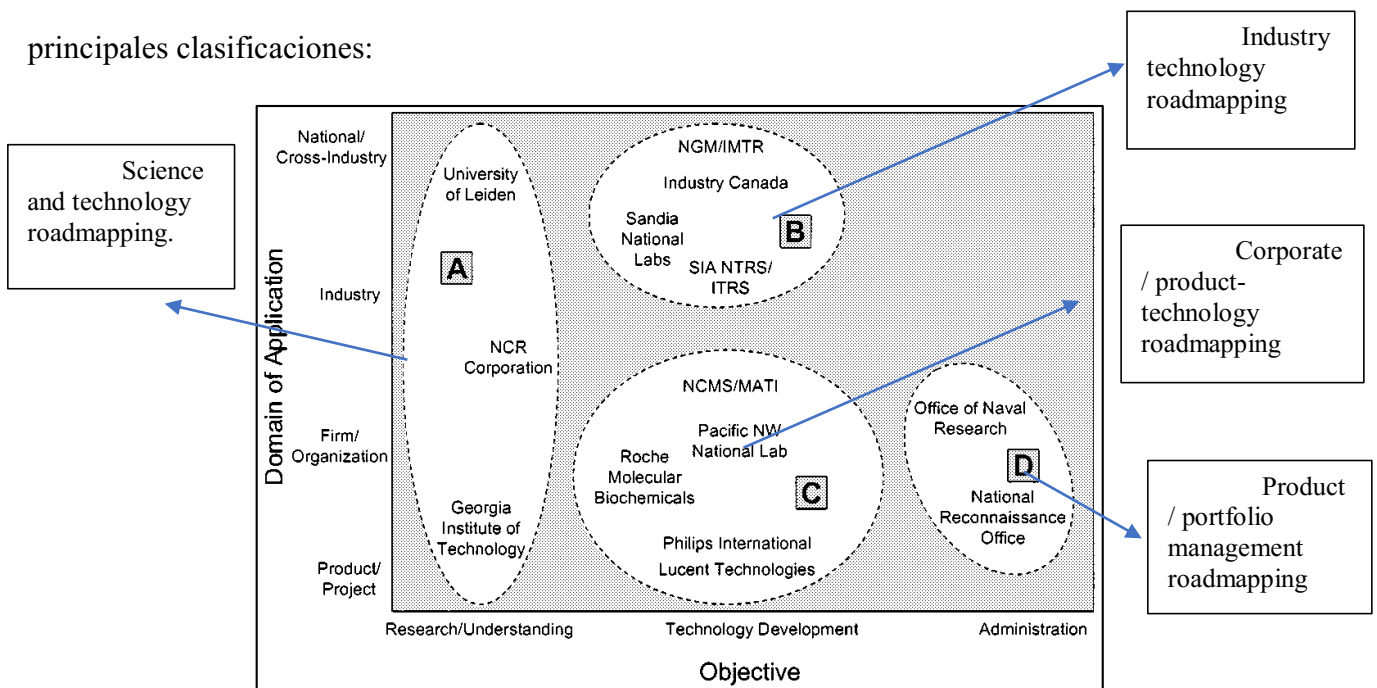 principales clasificaciones:
Industry
technology
roadmapping
Science
and technology
roadmapping.
Corporate
/ product-
technology
roadmapping
Product
/ portfolio
management
roadmapping
Domain of Application
National/
Cross-Industry
Industry
Firm/
Organization
Product/
Project
University
of Leiden
A
NCR
Corporation
Georgia
Institute of
Technology
NGM/IMTR
Industry Canada
Sandia
National
Labs
B
SIA NTRS/
ITRS
NCMS/MATI
Pacific NW
National Lab
Roche
Molecular
Biochemicals
C
Philips International
Lucent Technologies
Office of Naval
Research
D
National
Reconnaissance
Office
Research/Understanding
Technology Development
Administration
Objective